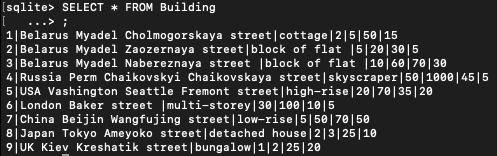 [sqlite> SELECT * FROM Building
[ ...> ;
1|Belarus Myadel Cholmogorskaya street|cottage|2|5|50|15
2|Belarus Myadel Zaozernaya street|block of flat |5|20|30|5
3|Belarus Myadel Nabereznaya street |block of flat |10|60|70|30
4|Russia Perm Chaikovskyi Chaikovskaya street|skyscraper|50|1000|45|5
5|USA Vashington Seattle Fremont street|high-rise|20|70|35|20
6|London Baker street |multi-storey|30|100|10|5
7|China Beijin Wangfujing street|low-rise|5|50|70|50
8|Japan Tokyo Ameyoko street|detached house|2|3|25|10
9|UK Kiev Kreshatik street|bungalow|1|2|25|20